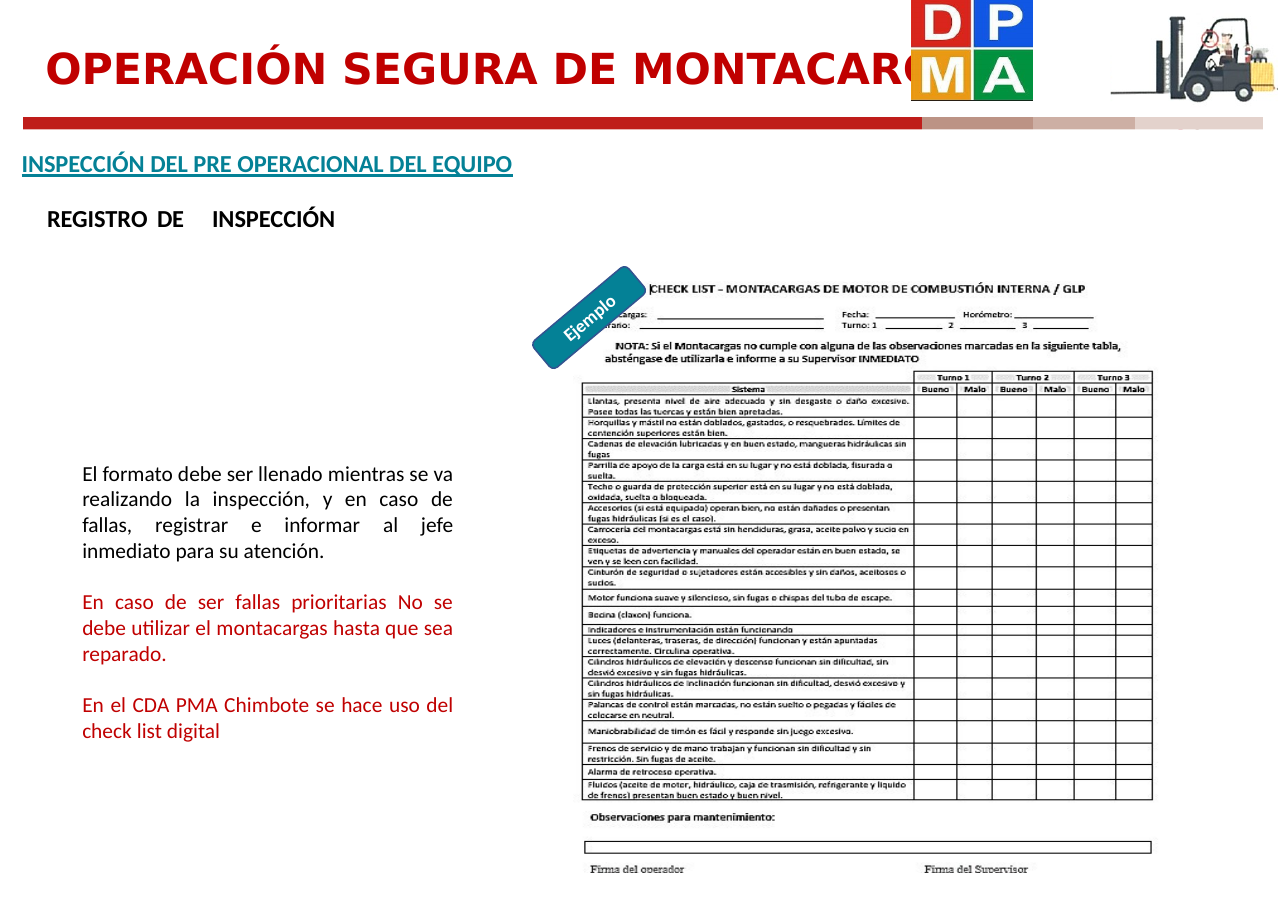 OPERACIÓN SEGURA DE MONTACARG
D P
M A
INSPECCIÓN DEL PRE OPERACIONAL DEL EQUIPO
REGISTRO DE INSPECCIÓN
Ejemplo
CHECK LIST – MONTACARGAS DE MOTOR DE COMBUSTIÓN INTERNA / GLP
cargas: Fecha: Horómetro:
rario: Turno: 1 2 3
NOTA: Si el Montacargas no cumple con alguna de las observaciones marcadas en la siguiente tabla,
absténgase de utilizarla e informe a su Supervisor INMEDIATO
Turno 1 Turno 2 Turno 3
Sistema Bueno Malo Bueno Malo Bueno Malo
Llantas, presenta nivel de aire adecuado y sin desgaste o daño excesivo.
Posee todas las tuercas y están bien apretadas.
Horquillas y mástil no están doblados, gastados, o resquebrados. Límites de
contención superiores están bien.
Cadenas de elevación lubricadas y en buen estado, mangueras hidráulicas sin
fugas
Parrilla de apoyo de la carga está en su lugar y no está doblada, fisurada o
suelta.
Techo o guarda de protección superior está en su lugar y no está doblada,
oxidada, suelta o bloqueada.
Accesorios (si está equipado) operan bien, no están dañados o presentan
fugas hidráulicas (si es el caso).
Carrocería del montacargas está sin hendiduras, grasa, aceite polvo y sucio en
exceso.
Etiquetas de advertencia y manuales del operador están en buen estado, se
ven y se leen con facilidad.
Cinturón de seguridad o sujetadores están accesibles y sin daños, aceitosos o
sucios.
Motor funciona suave y silencioso, sin fugas o chispas del tubo de escape.
Bocina (claxon) funciona.
Indicadores e instrumentación están funcionando
Luces (delanteras, traseras, de dirección) funcionan y están apuntadas
correctamente. Circulina operativa.
Cilindros hidráulicos de elevación y descenso funcionan sin dificultad, sin
desvió excesivo y sin fugas hidráulicas.
Cilindros hidráulicos de inclinación funcionan sin dificultad, desvió excesivo y
sin fugas hidráulicas.
Palancas de control están marcadas, no están suelto o pegadas y fáciles de
colocarse en neutral.
Maniobrabilidad de timón es fácil y responde sin juego excesivo.
Frenos de servicio y de mano trabajan y funcionan sin dificultad y sin
restricción. Sin fugas de aceite.
Alarma de retroceso operativa.
Fluidos (aceite de motor, hidráulico, caja de trasmisión, refrigerante y liquido
de frenos) presentan buen estado y buen nivel.
Observaciones para mantenimiento:
Firma del operador Firma del Supervisor
El formato debe ser llenado mientras se va
realizando la inspección, y en caso de
fallas, registrar e informar al jefe
inmediato para su atención.
En caso de ser fallas prioritarias No se
debe utilizar el montacargas hasta que sea
reparado.
En el CDA PMA Chimbote se hace uso del
check list digital